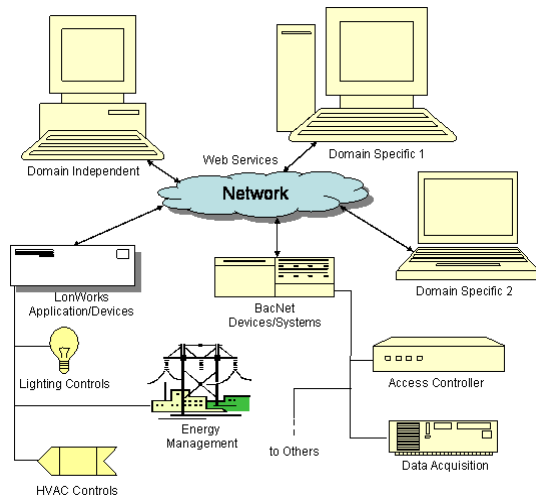 Domain Independent
Web Services
Domain Specific 1
Network
Domain Specific 2
LonWorks
Application/Devices
BacNet
Devices/Systems
Lighting Controls
Energy
Management
Access Controller
to Others
Data Acquisition
HVAC Controls